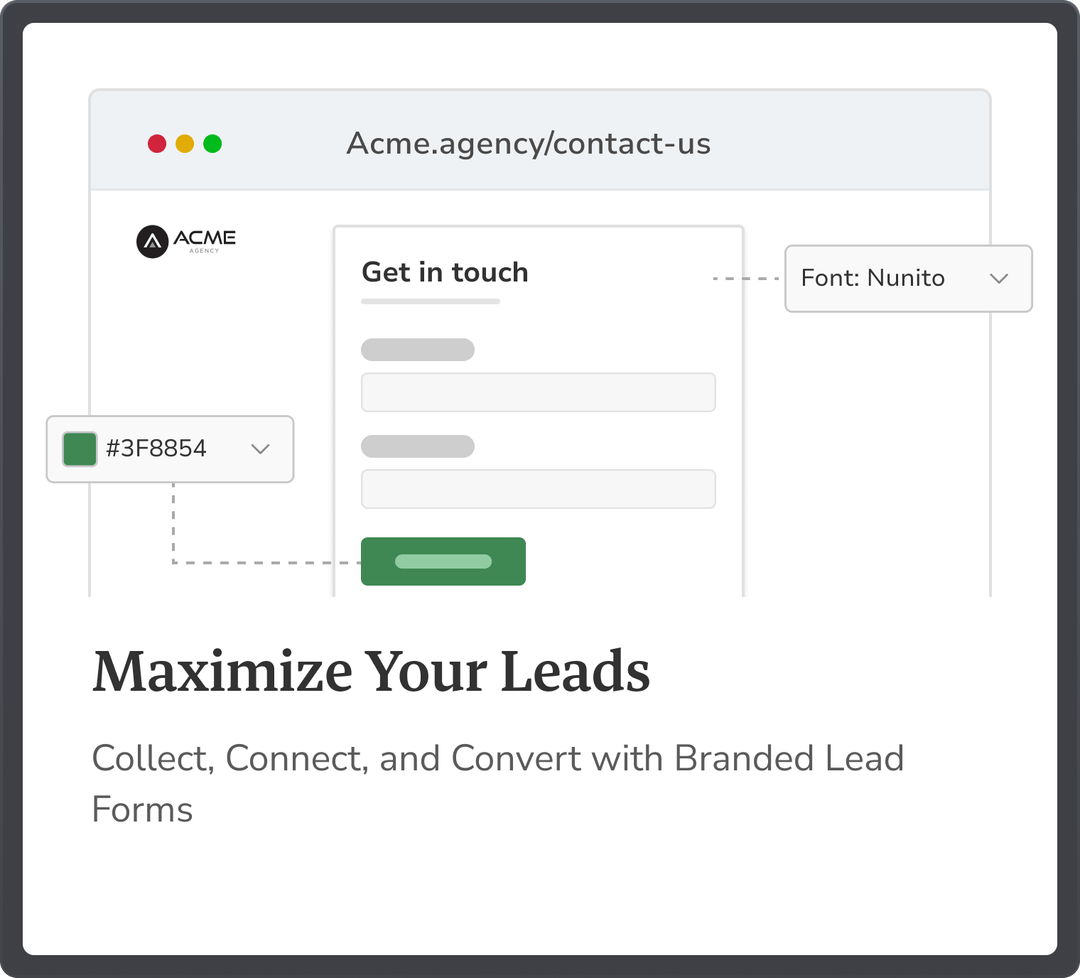 Acme.agency/contact-us
ACME
AGENCY
Get in touch
Font: Nunito
#3F8854
Maximize Your Leads
Collect, Connect, and Convert with Branded Lead
Forms